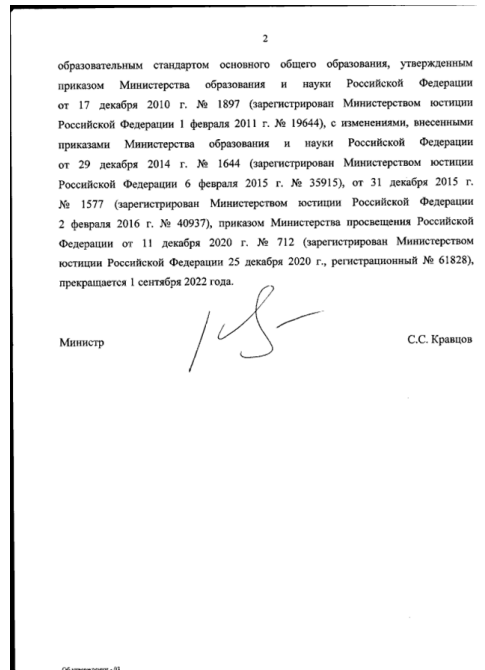 2
образовательным стандартом основного общего образования, утвержденным
приказом Министерства образования и науки Российской Федерации
от 17 декабря 2010 г. № 1897 (зарегистрирован Министерством юстиции
Российской Федерации 1 февраля 2011 г. № 19644), с изменениями, внесенными
приказами Министерства образования и науки Российской Федерации
от 29 декабря 2014 г. № 1644 (зарегистрирован Министерством юстиции
Российской Федерации 6 февраля 2015 г. № 35915), от 31 декабря 2015 г.
№ 1577 (зарегистрирован Министерством юстиции Российской Федерации
2 февраля 2016 г. № 40937), приказом Министерства просвещения Российской
Федерации от 11 декабря 2020 г. № 712 (зарегистрирован Министерством
юстиции Российской Федерации 25 декабря 2020 г., регистрационный № 61828),
прекращается 1 сентября 2022 года.
Министр С.С. Кравцов